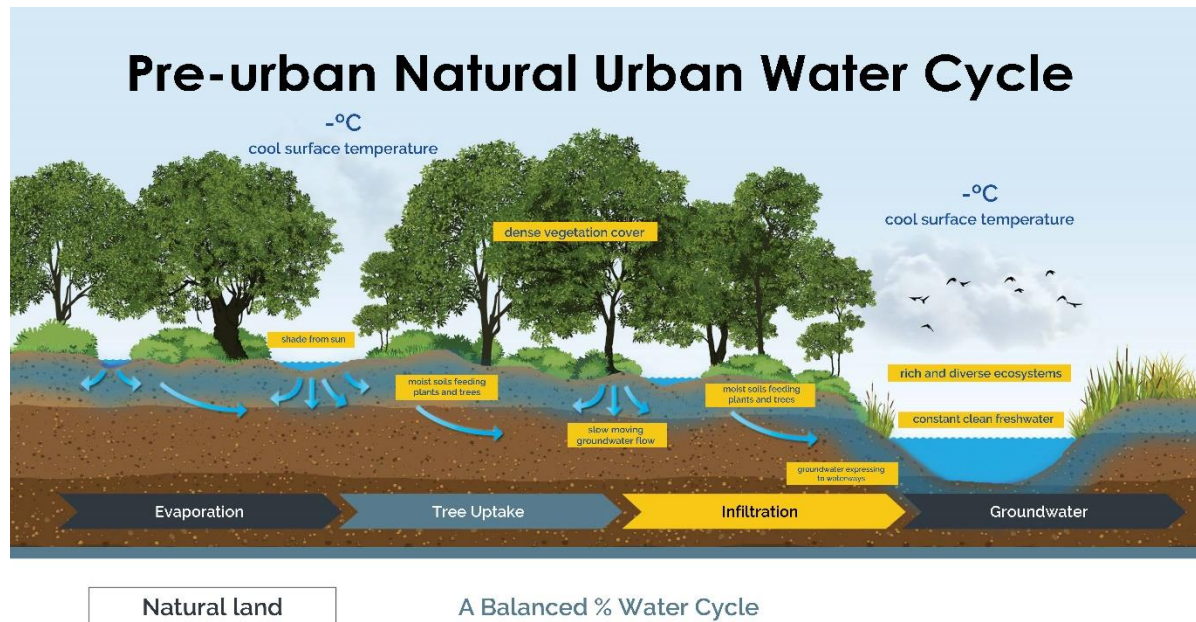 Pre-urban Natural Urban Water Cycle
-°C
cool surface temperature
-°C
cool surface temperature
dense vegetation cover
shade from sun
rich and diverse ecosystems
moist soils feeding
plants and trees
moist soils feeding
plants and trees
constant clean freshwater
slow moving
groundwater flow
groundwater expressing
to waterways
Evaporation
Tree Uptake
Infiltration
Groundwater
Natural land
A Balanced % Water Cycle